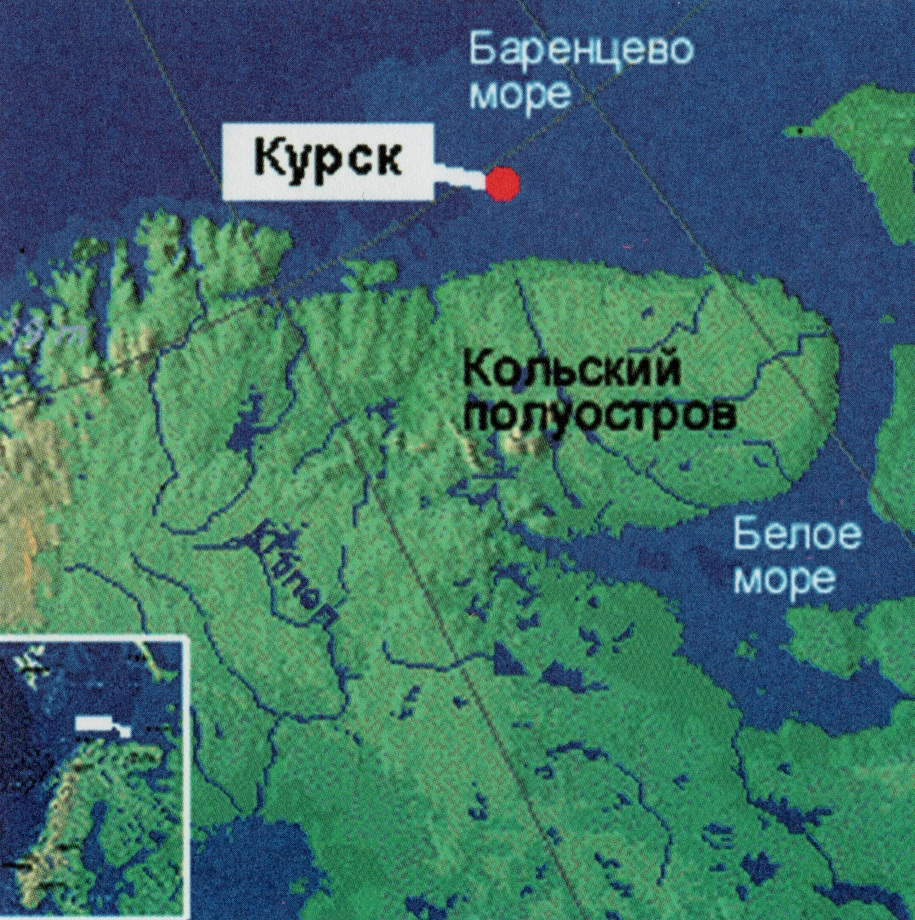 Баренцево
море
Курск
Кольский
полуостров
Белое
море